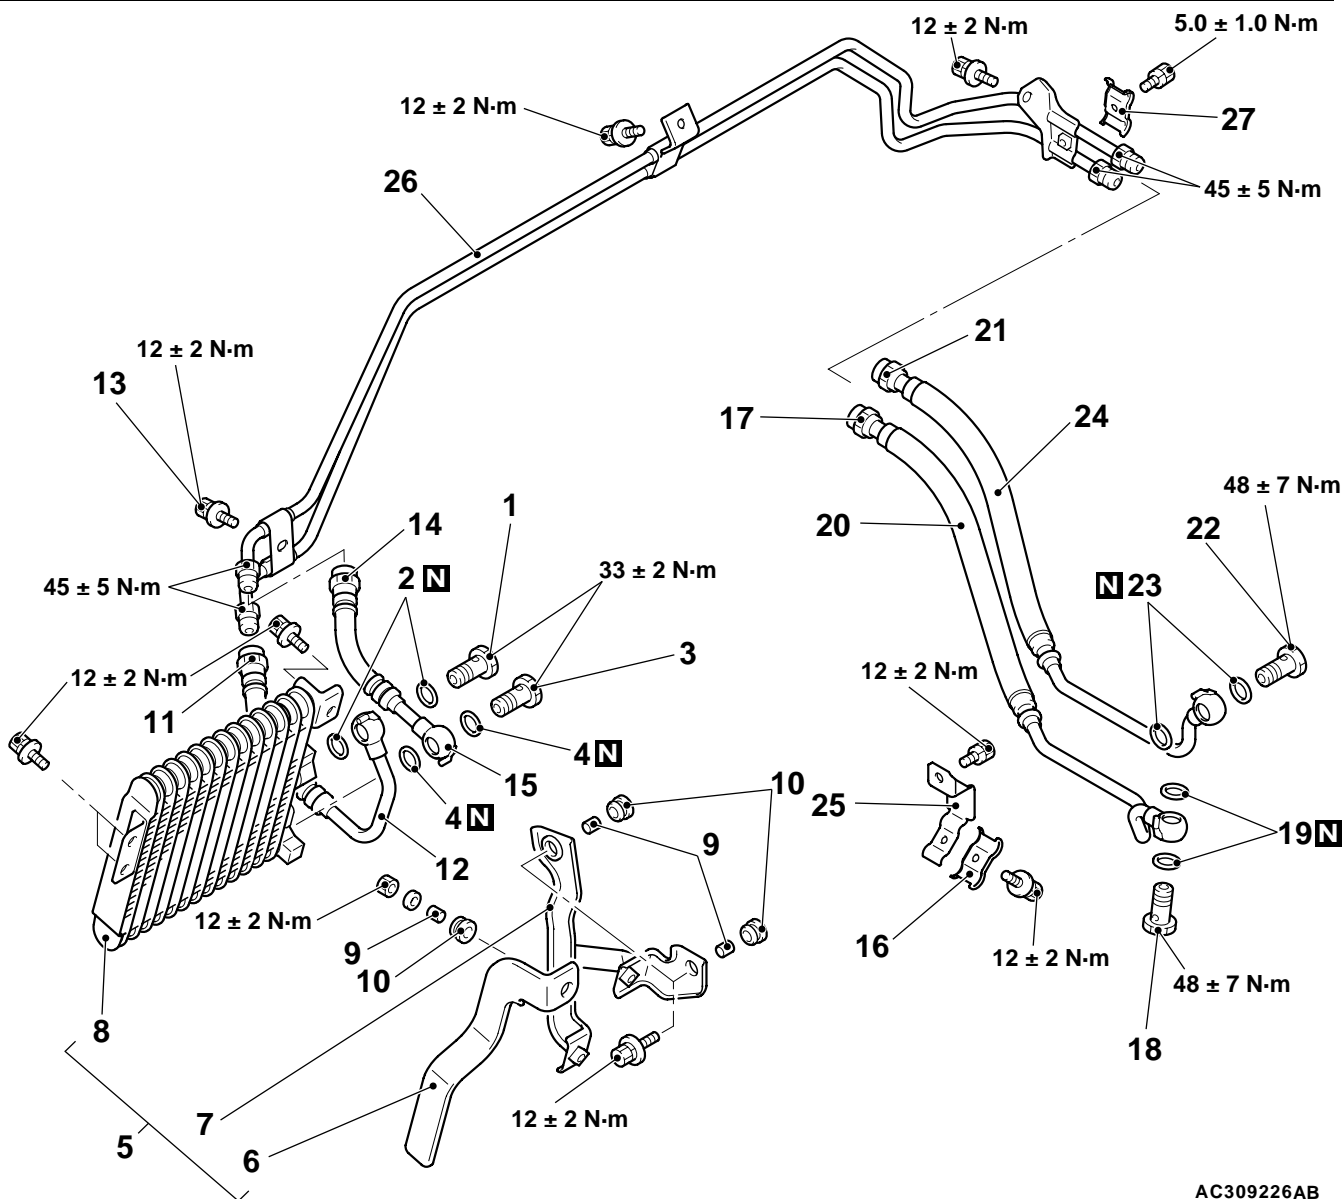 12 ± 2 N·m
5.0 ± 1.0 N·m
12 ± 2 N·m
27
26
45 ± 5 N·m
21
12 ± 2 N·m
13
17
24
48 ± 7 N·m
1
14
20
22
2 N
33 ± 2 N·m
45 ± 5 N·m
N 23
3
12 ± 2 N·m
12 ± 2 N·m
11
4 N
15
10
25
4 N
19 N
9
12
12 ± 2 N·m
9
16
12 ± 2 N·m
10
48 ± 7 N·m
8
18
7
12 ± 2 N·m
5
6
AC309226AB